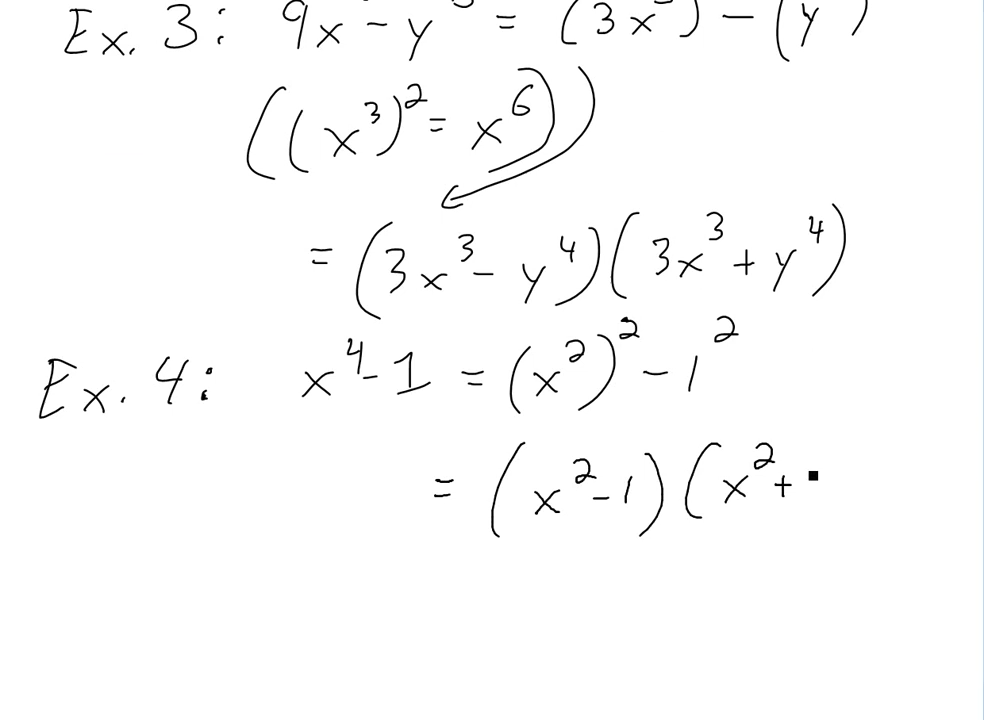 Ex. 3: 9x - y = (3x ) - (y )
((x³)² = x⁶))
= (3x³ - y⁴)(3x³ + y⁴)
Ex. 4: x⁴ - 1 = (x²)² - 1²
= (x² - 1)(x² +